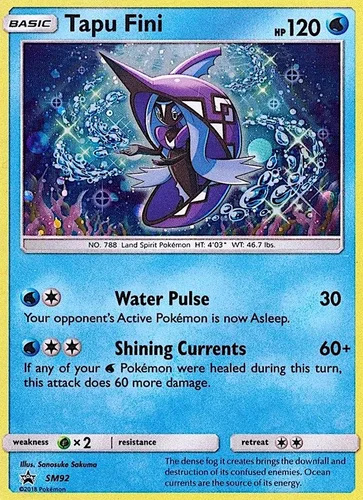 BASIC Tapu Fini HP 120
NO. 788 Land Spirit Pokémon HT: 4'03" WT: 46.7 lbs.
Water Pulse 30
Your opponent's Active Pokémon is now Asleep.
Shining Currents 60+
If any of your Pokémon were healed during this turn,
this attack does 60 more damage.
weakness ×2 resistance retreat
Illus. Sanosuke Sakuma
SM92
©2018 Pokémon
The dense fog it creates brings the downfall and
destruction of its confused enemies. Ocean
currents are the source of its energy.